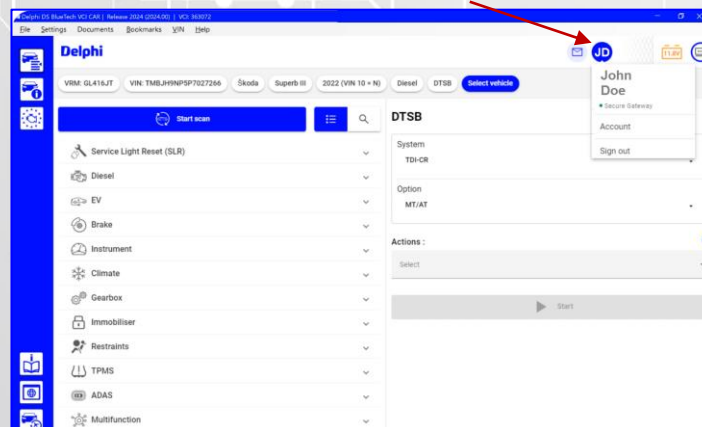 Delphi DS BlueTech VCI CAR | Release 2024 (2024.00) | VCI: 363072
File Settings Documents Bookmarks VIN Help
Delphi
JD
11.8V
VRM: GL416JT VIN: TMBJH9NP5P7027266 Škoda Superb III 2022 (VIN 10 = N) Diesel DTSB Select vehicle
John
Doe
Secure Gateway
Account
Sign out
Start scan
Service Light Reset (SLR)
Diesel
EV
Brake
Instrument
Climate
Gearbox
Immobiliser
Restraints
TPMS
ADAS
Multifunction
DTSB
System
TDI-CR
Option
MT/AT
Actions :
Select
Start